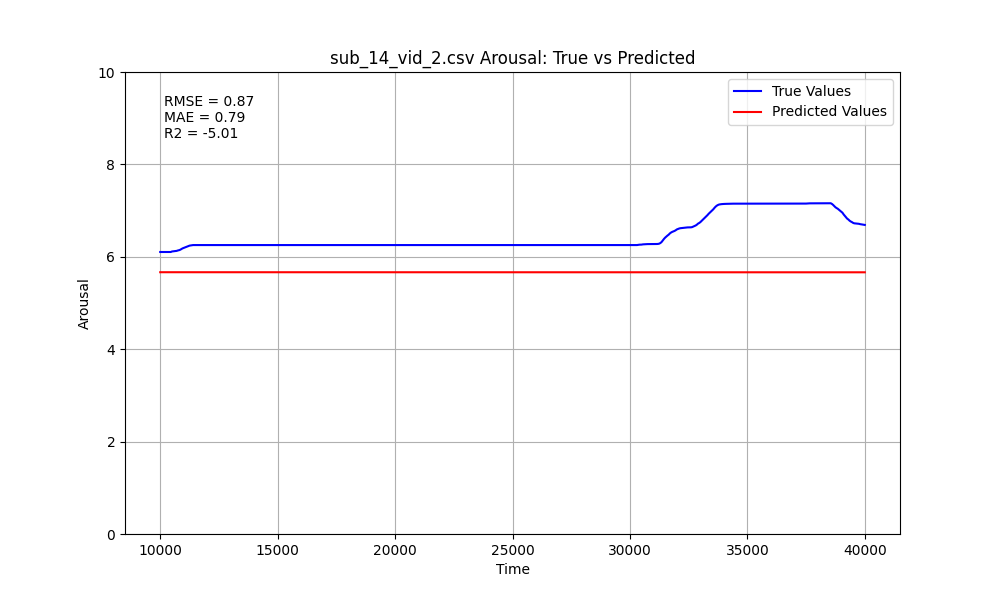 sub_14_vid_2.csv Arousal: True vs Predicted
RMSE = 0.87
MAE = 0.79
R2 = -5.01
True Values
Predicted Values
10
8
6
4
2
0
Arousal
10000
15000
20000
25000
30000
35000
40000
Time